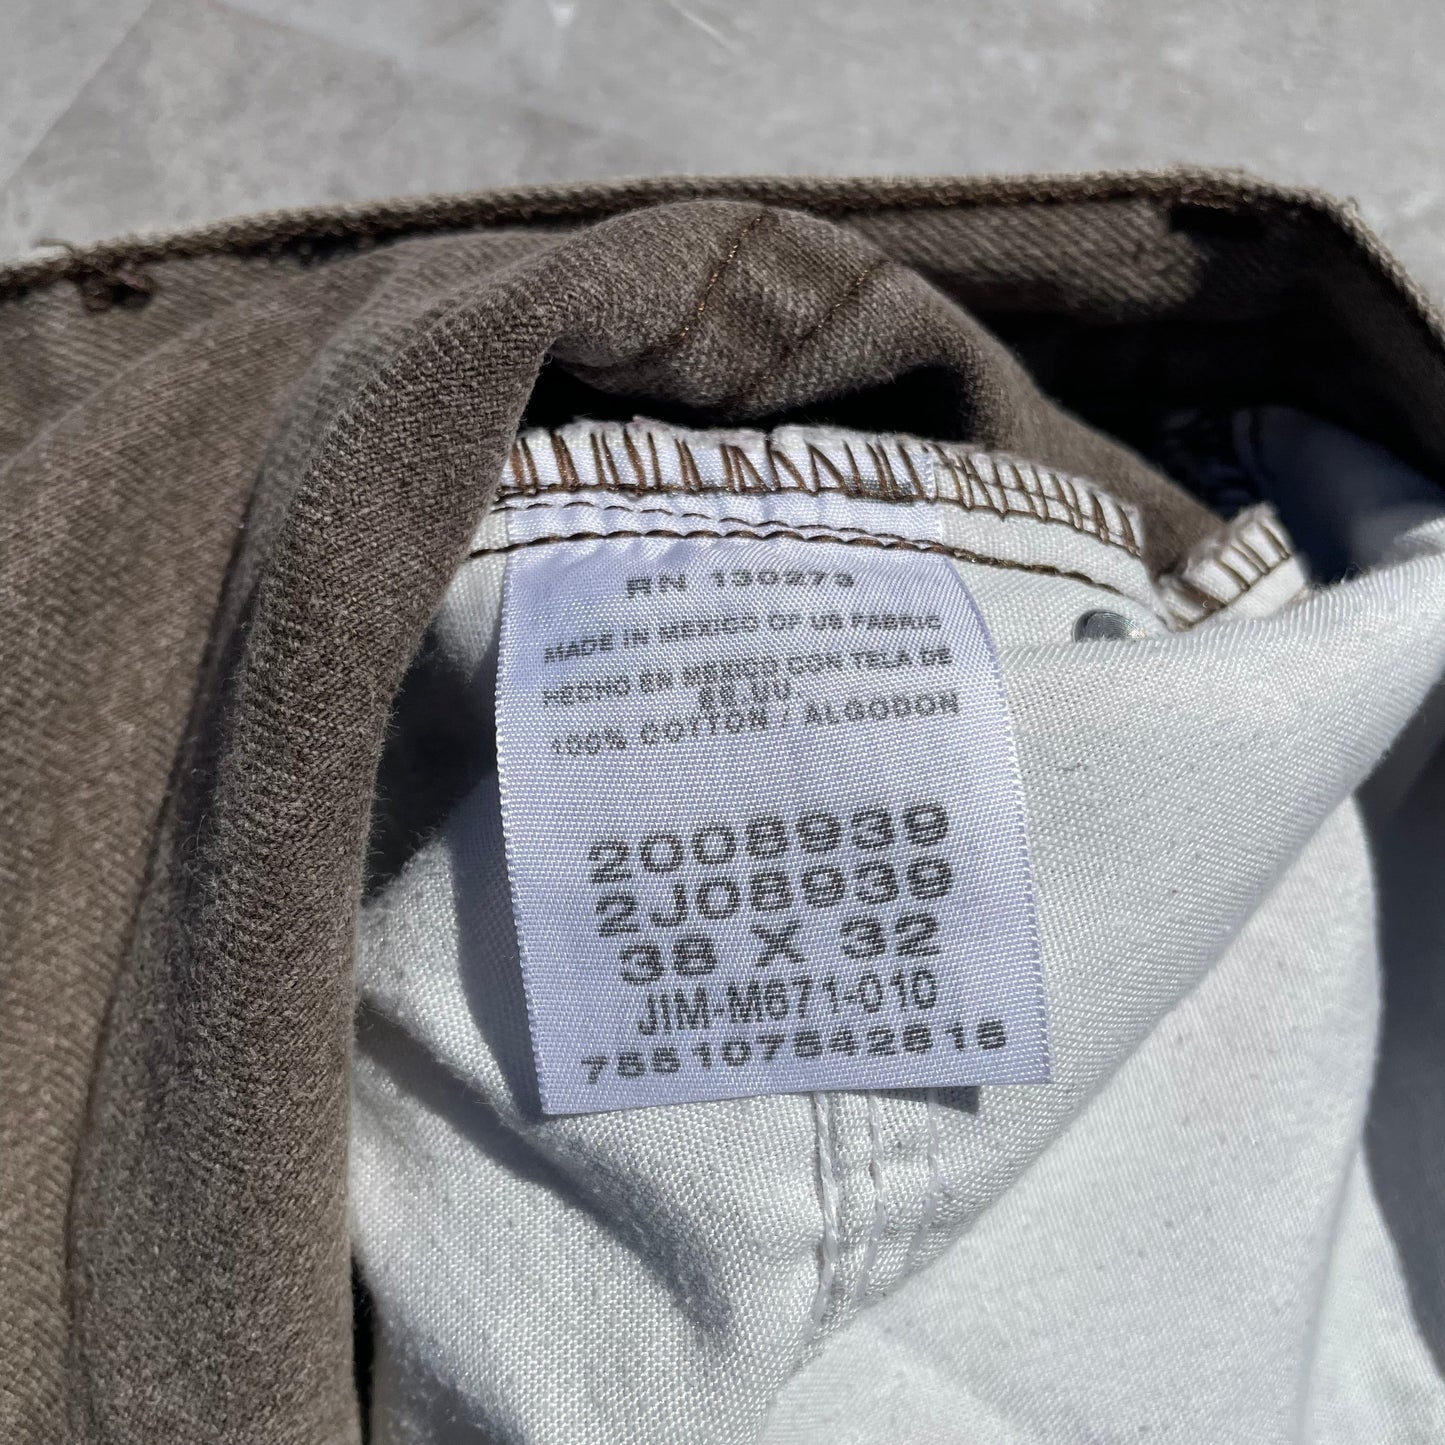 RN 130273
MADE IN MEXICO OF US FABRIC
HECHO EN MEXICO CON TELA DE
EE.UU.
100% COTTON / ALGODON
2008939
2J08939
38 X 32
JIM-M671-010